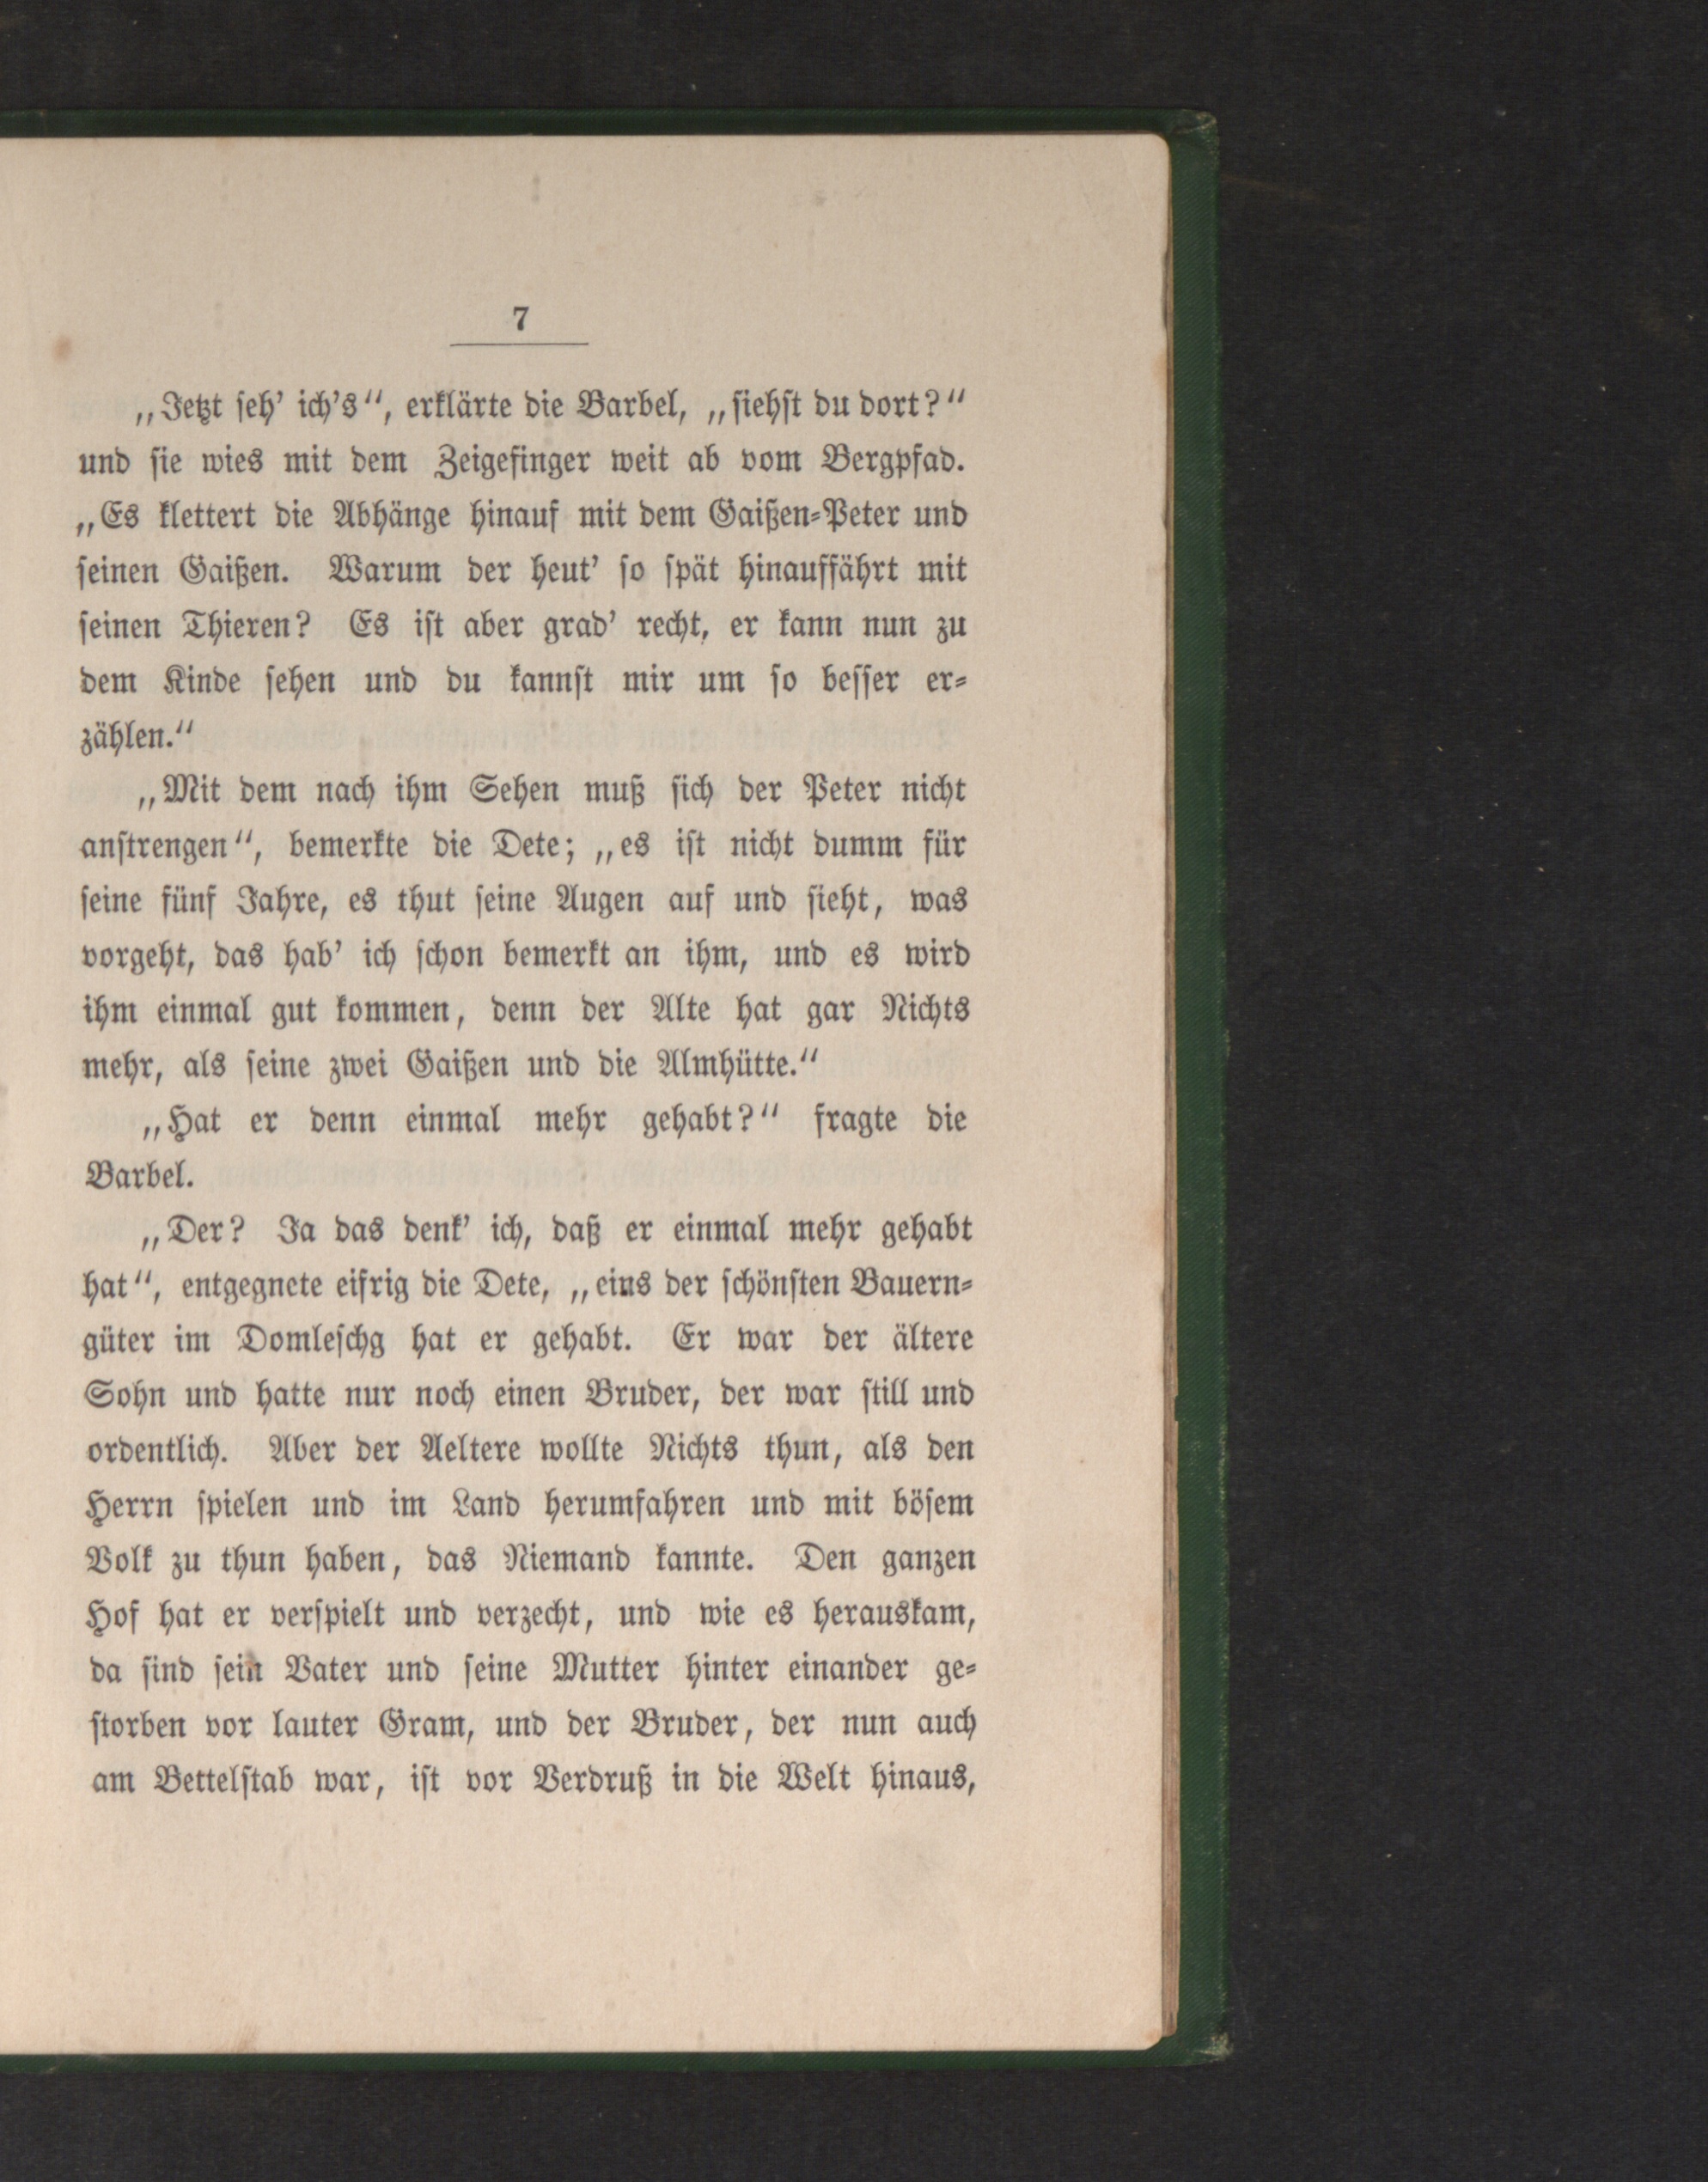 7
„Jetzt seh’ ich’s“, erklärte die Barbel, „siehst du dort?“
und sie wies mit dem Zeigefinger weit ab vom Bergpfad.
„Es klettert die Abhänge hinauf mit dem Gaißen-Peter und
seinen Gaißen. Warum der heut’ so spät hinauffährt mit
seinen Thieren? Es ist aber grad’ recht, er kann nun zu
dem Kinde sehen und du kannst mir um so besser er-
zählen.“
„Mit dem nach ihm Sehen muß sich der Peter nicht
anstrengen“, bemerkte die Dete; „es ist nicht dumm für
seine fünf Jahre, es thut seine Augen auf und sieht, was
vorgeht, das hab’ ich schon bemerkt an ihm, und es wird
ihm einmal gut kommen, denn der Alte hat gar Nichts
mehr, als seine zwei Gaißen und die Almhütte.“
„Hat er denn einmal mehr gehabt?“ fragte die
Barbel.
„Der? Ja das denk’ ich, daß er einmal mehr gehabt
hat“, entgegnete eifrig die Dete, „eins der schönsten Bauern-
güter im Domleschg hat er gehabt. Er war der ältere
Sohn und hatte nur noch einen Bruder, der war still und
ordentlich. Aber der Aeltere wollte Nichts thun, als den
Herrn spielen und im Land herumfahren und mit bösem
Volk zu thun haben, das Niemand kannte. Den ganzen
Hof hat er verspielt und verzecht, und wie es herauskam,
da sind sein Vater und seine Mutter hinter einander ge-
storben vor lauter Gram, und der Bruder, der nun auch
am Bettelstab war, ist vor Verdruß in die Welt hinaus,